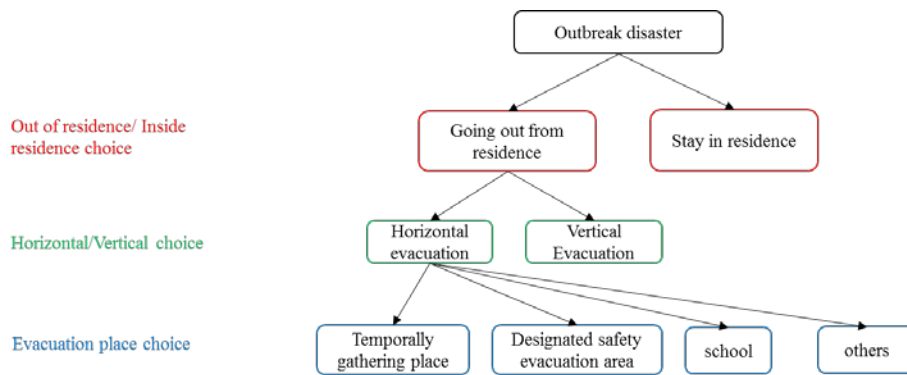 Outbreak disaster
Out of residence/ Inside
residence choice
Going out from
residence
Stay in residence
Horizontal/Vertical choice
Horizontal
evacuation
Vertical
Evacuation
Evacuation place choice
Temporally
gathering place
Designated safety
evacuation area
school
others